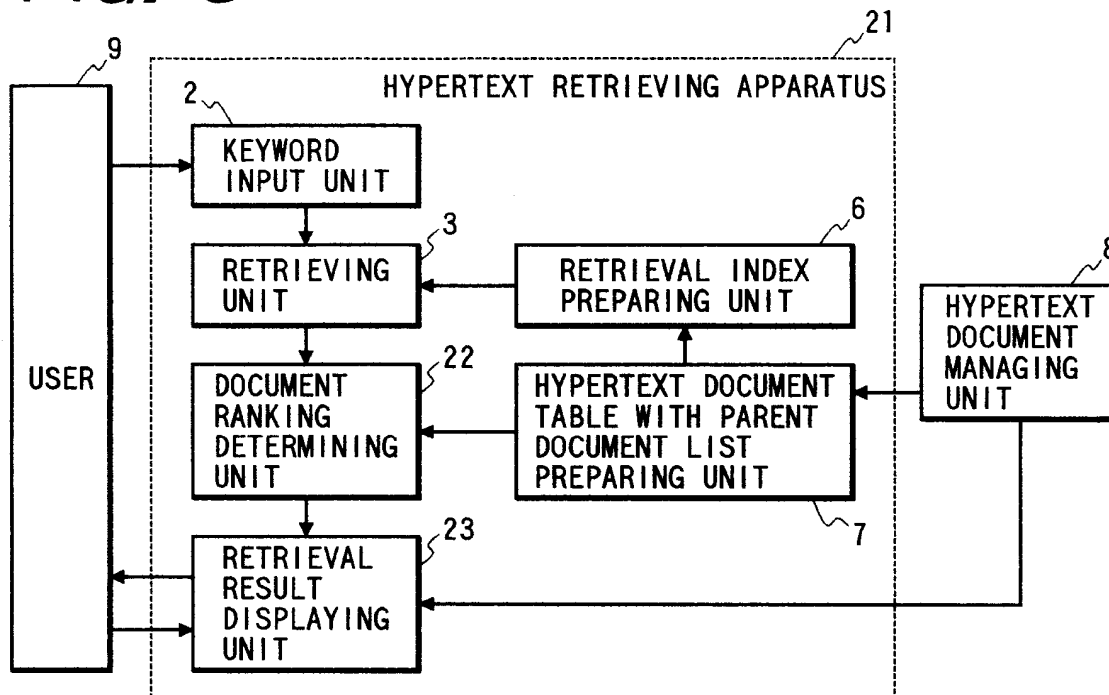 21
9
HYPERTEXT RETRIEVING APPARATUS
2
KEYWORD
INPUT UNIT
3
RETRIEVING
UNIT
6
RETRIEVAL INDEX
PREPARING UNIT
8
HYPERTEXT
DOCUMENT
MANAGING
UNIT
USER
22
DOCUMENT
RANKING
DETERMINING
UNIT
HYPERTEXT DOCUMENT
TABLE WITH PARENT
DOCUMENT LIST
PREPARING UNIT
7
23
RETRIEVAL
RESULT
DISPLAYING
UNIT